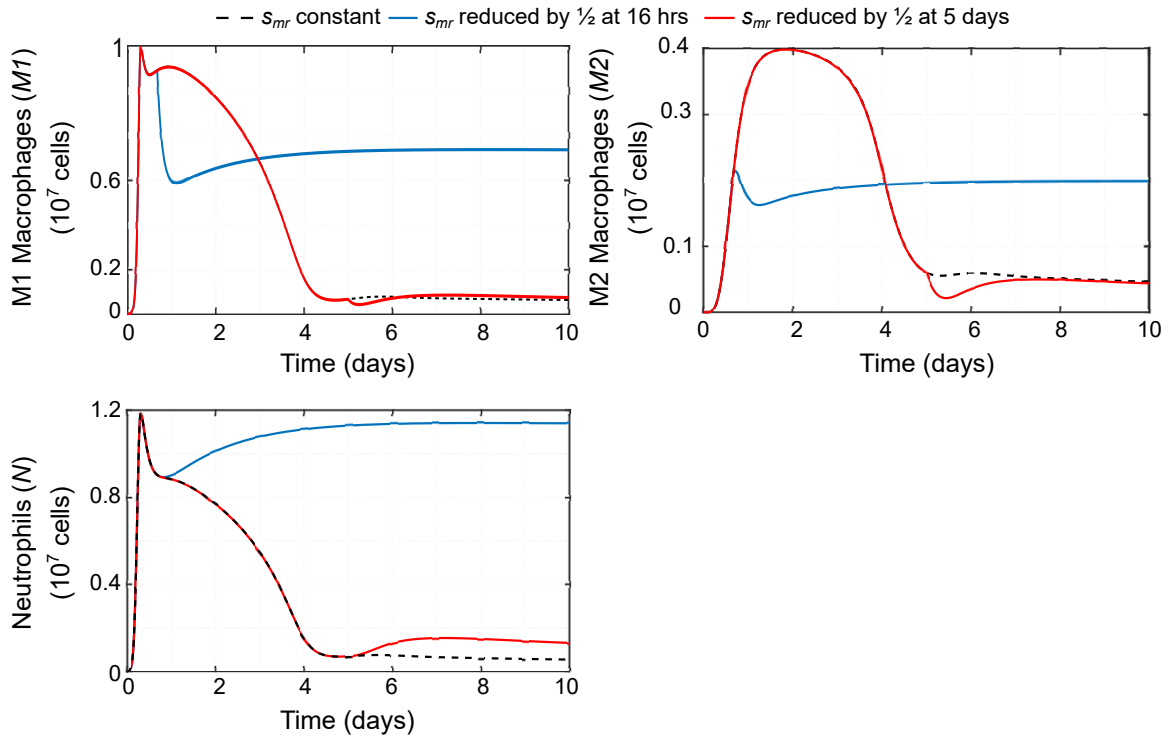 s_mr constant s_mr reduced by ½ at 16 hrs s_mr reduced by ½ at 5 days
M1 Macrophages (M1)
(10^7 cells)
1
0.6
0.2
0
0 2 4 6 8 10
Time (days)
M2 Macrophages (M2)
(10^7 cells)
0.4
0.3
0.1
0
0 2 4 6 8 10
Time (days)
Neutrophils (N)
(10^7 cells)
1.2
0.8
0.4
0
0 2 4 6 8 10
Time (days)